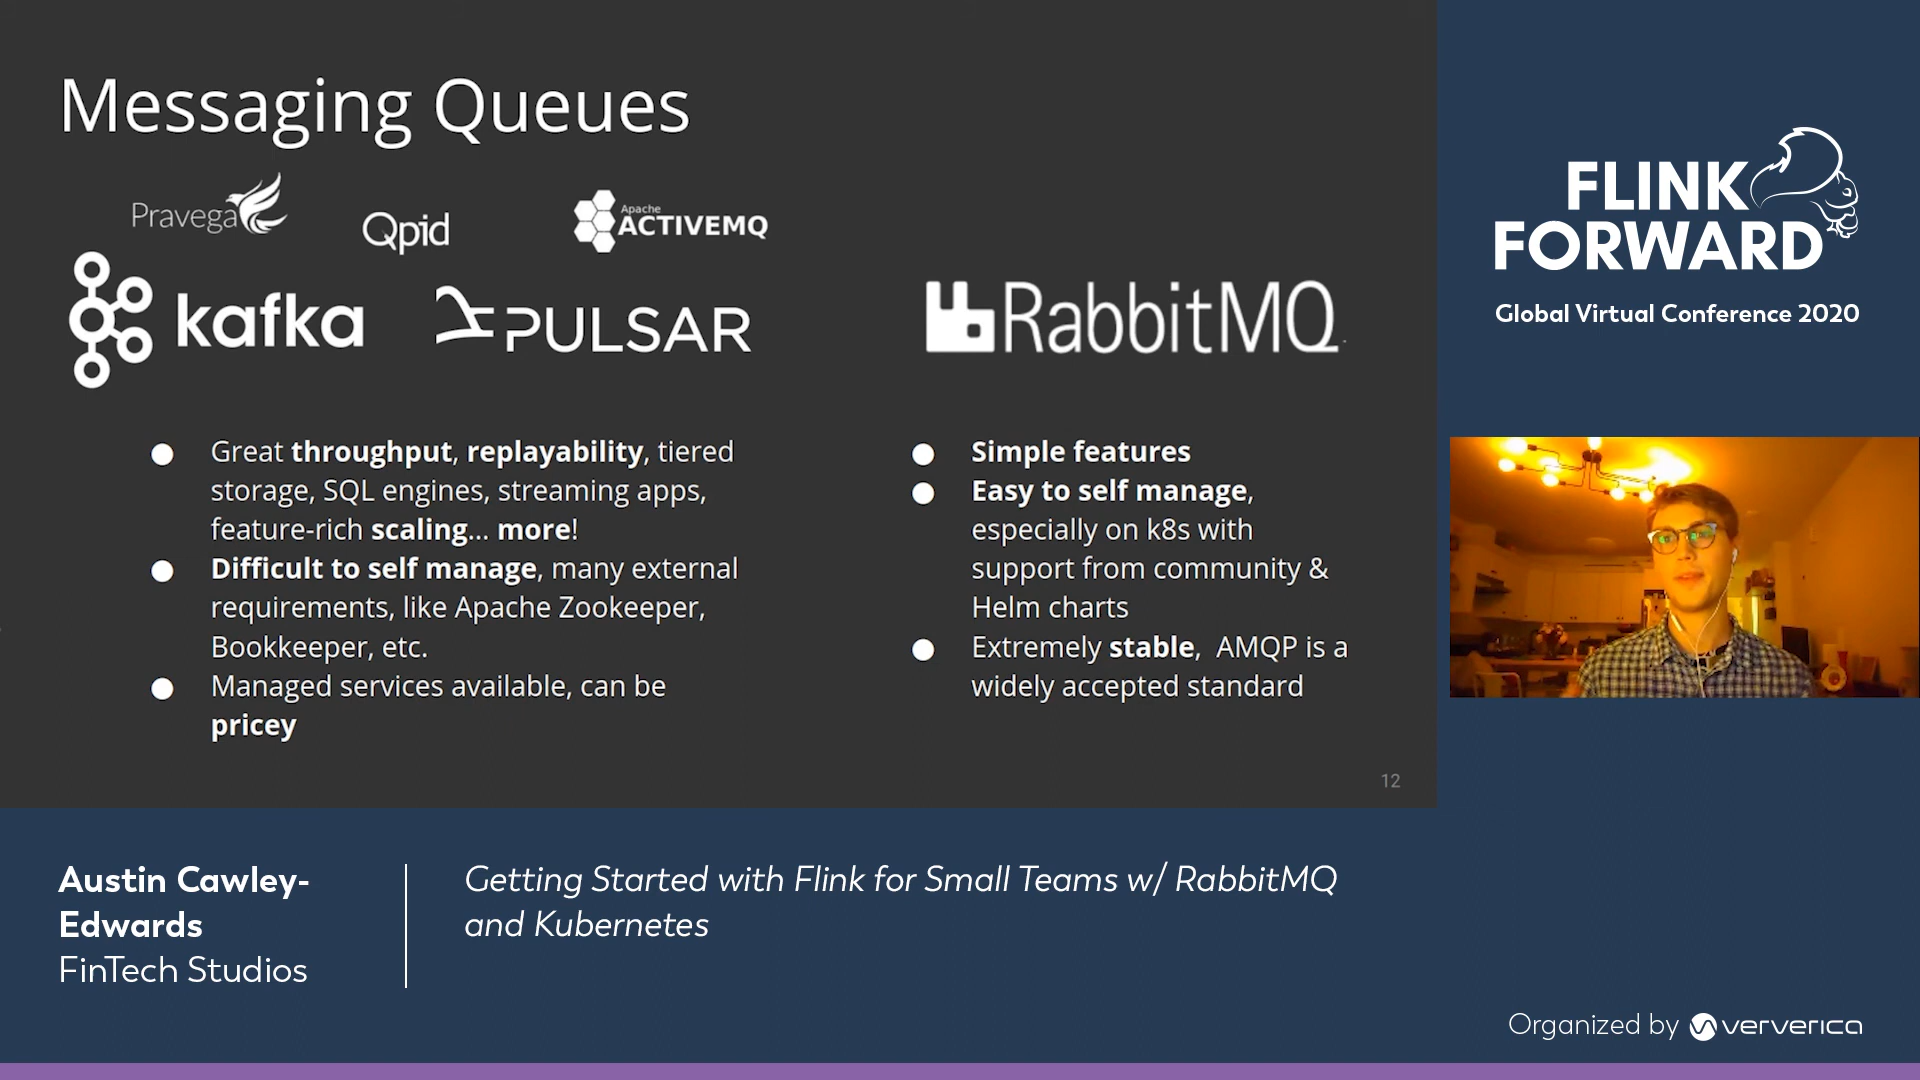 Messaging Queues
Pravega
Qpid
Apache
ACTIVEMQ
kafka
PULSAR
RabbitMQ
● Great throughput, replayability, tiered
storage, SQL engines, streaming apps,
feature-rich scaling... more!
● Difficult to self manage, many external
requirements, like Apache Zookeeper,
Bookkeeper, etc.
● Managed services available, can be
pricey
● Simple features
● Easy to self manage,
especially on k8s with
support from community &
Helm charts
● Extremely stable, AMQP is a
widely accepted standard
12
FLINK
FORWARD
Global Virtual Conference 2020
Austin Cawley-
Edwards
FinTech Studios
Getting Started with Flink for Small Teams w/ RabbitMQ
and Kubernetes
Organized by ververica